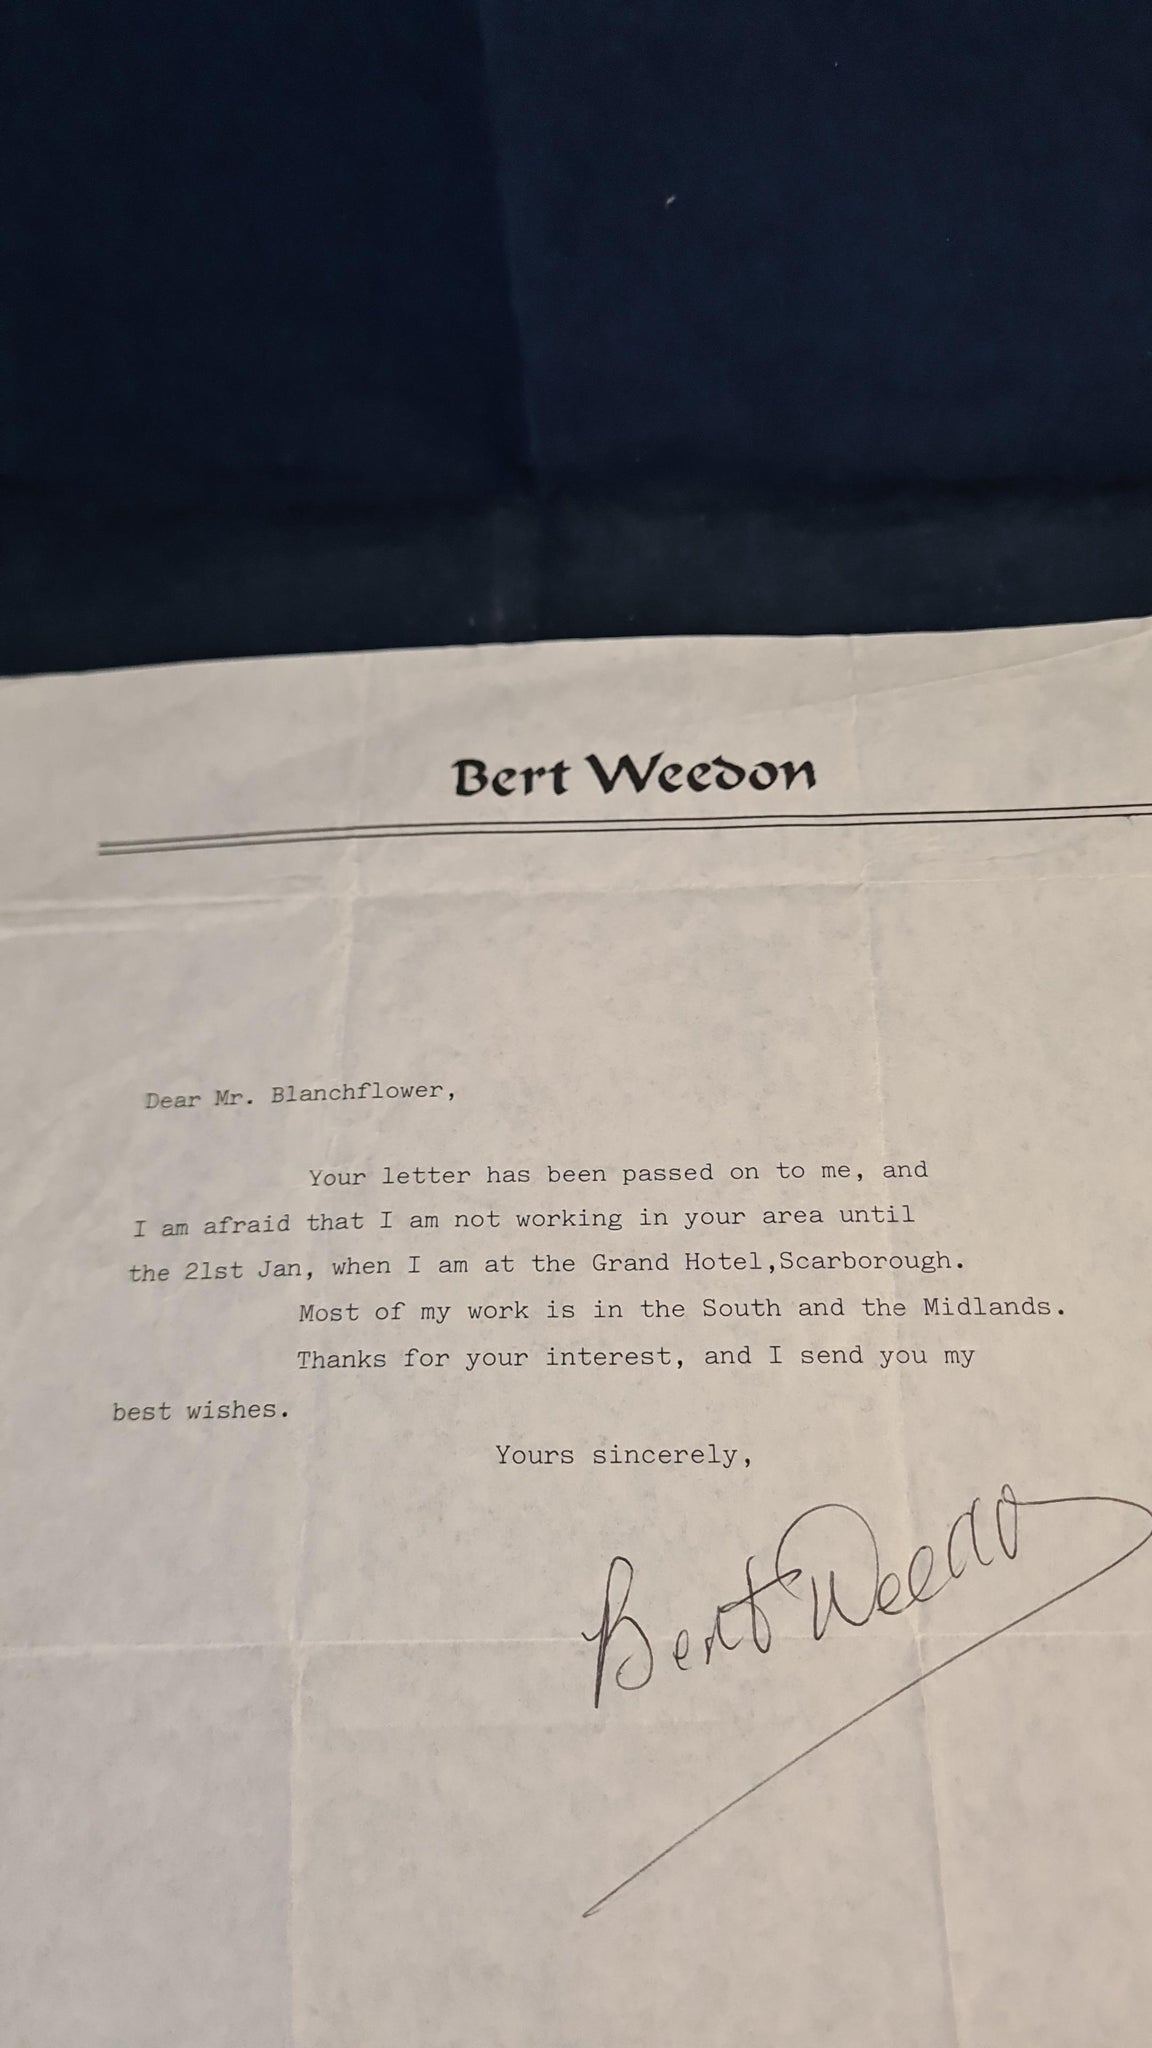 Bert Weedon
Dear Mr. Blanchflower,
Your letter has been passed on to me, and
I am afraid that I am not working in your area until
the 21st Jan, when I am at the Grand Hotel,Scarborough.
Most of my work is in the South and the Midlands.
Thanks for your interest, and I send you my
best wishes.
Yours sincerely,
Bert Weedon